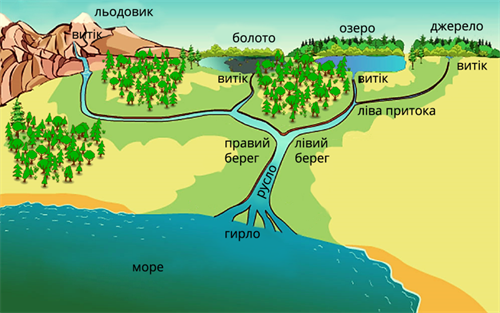 льодовик
витік
болото
витік
озеро
витік
джерело
витік
ліва притока
правий
берег
лівий
берег
русло
гирло
море